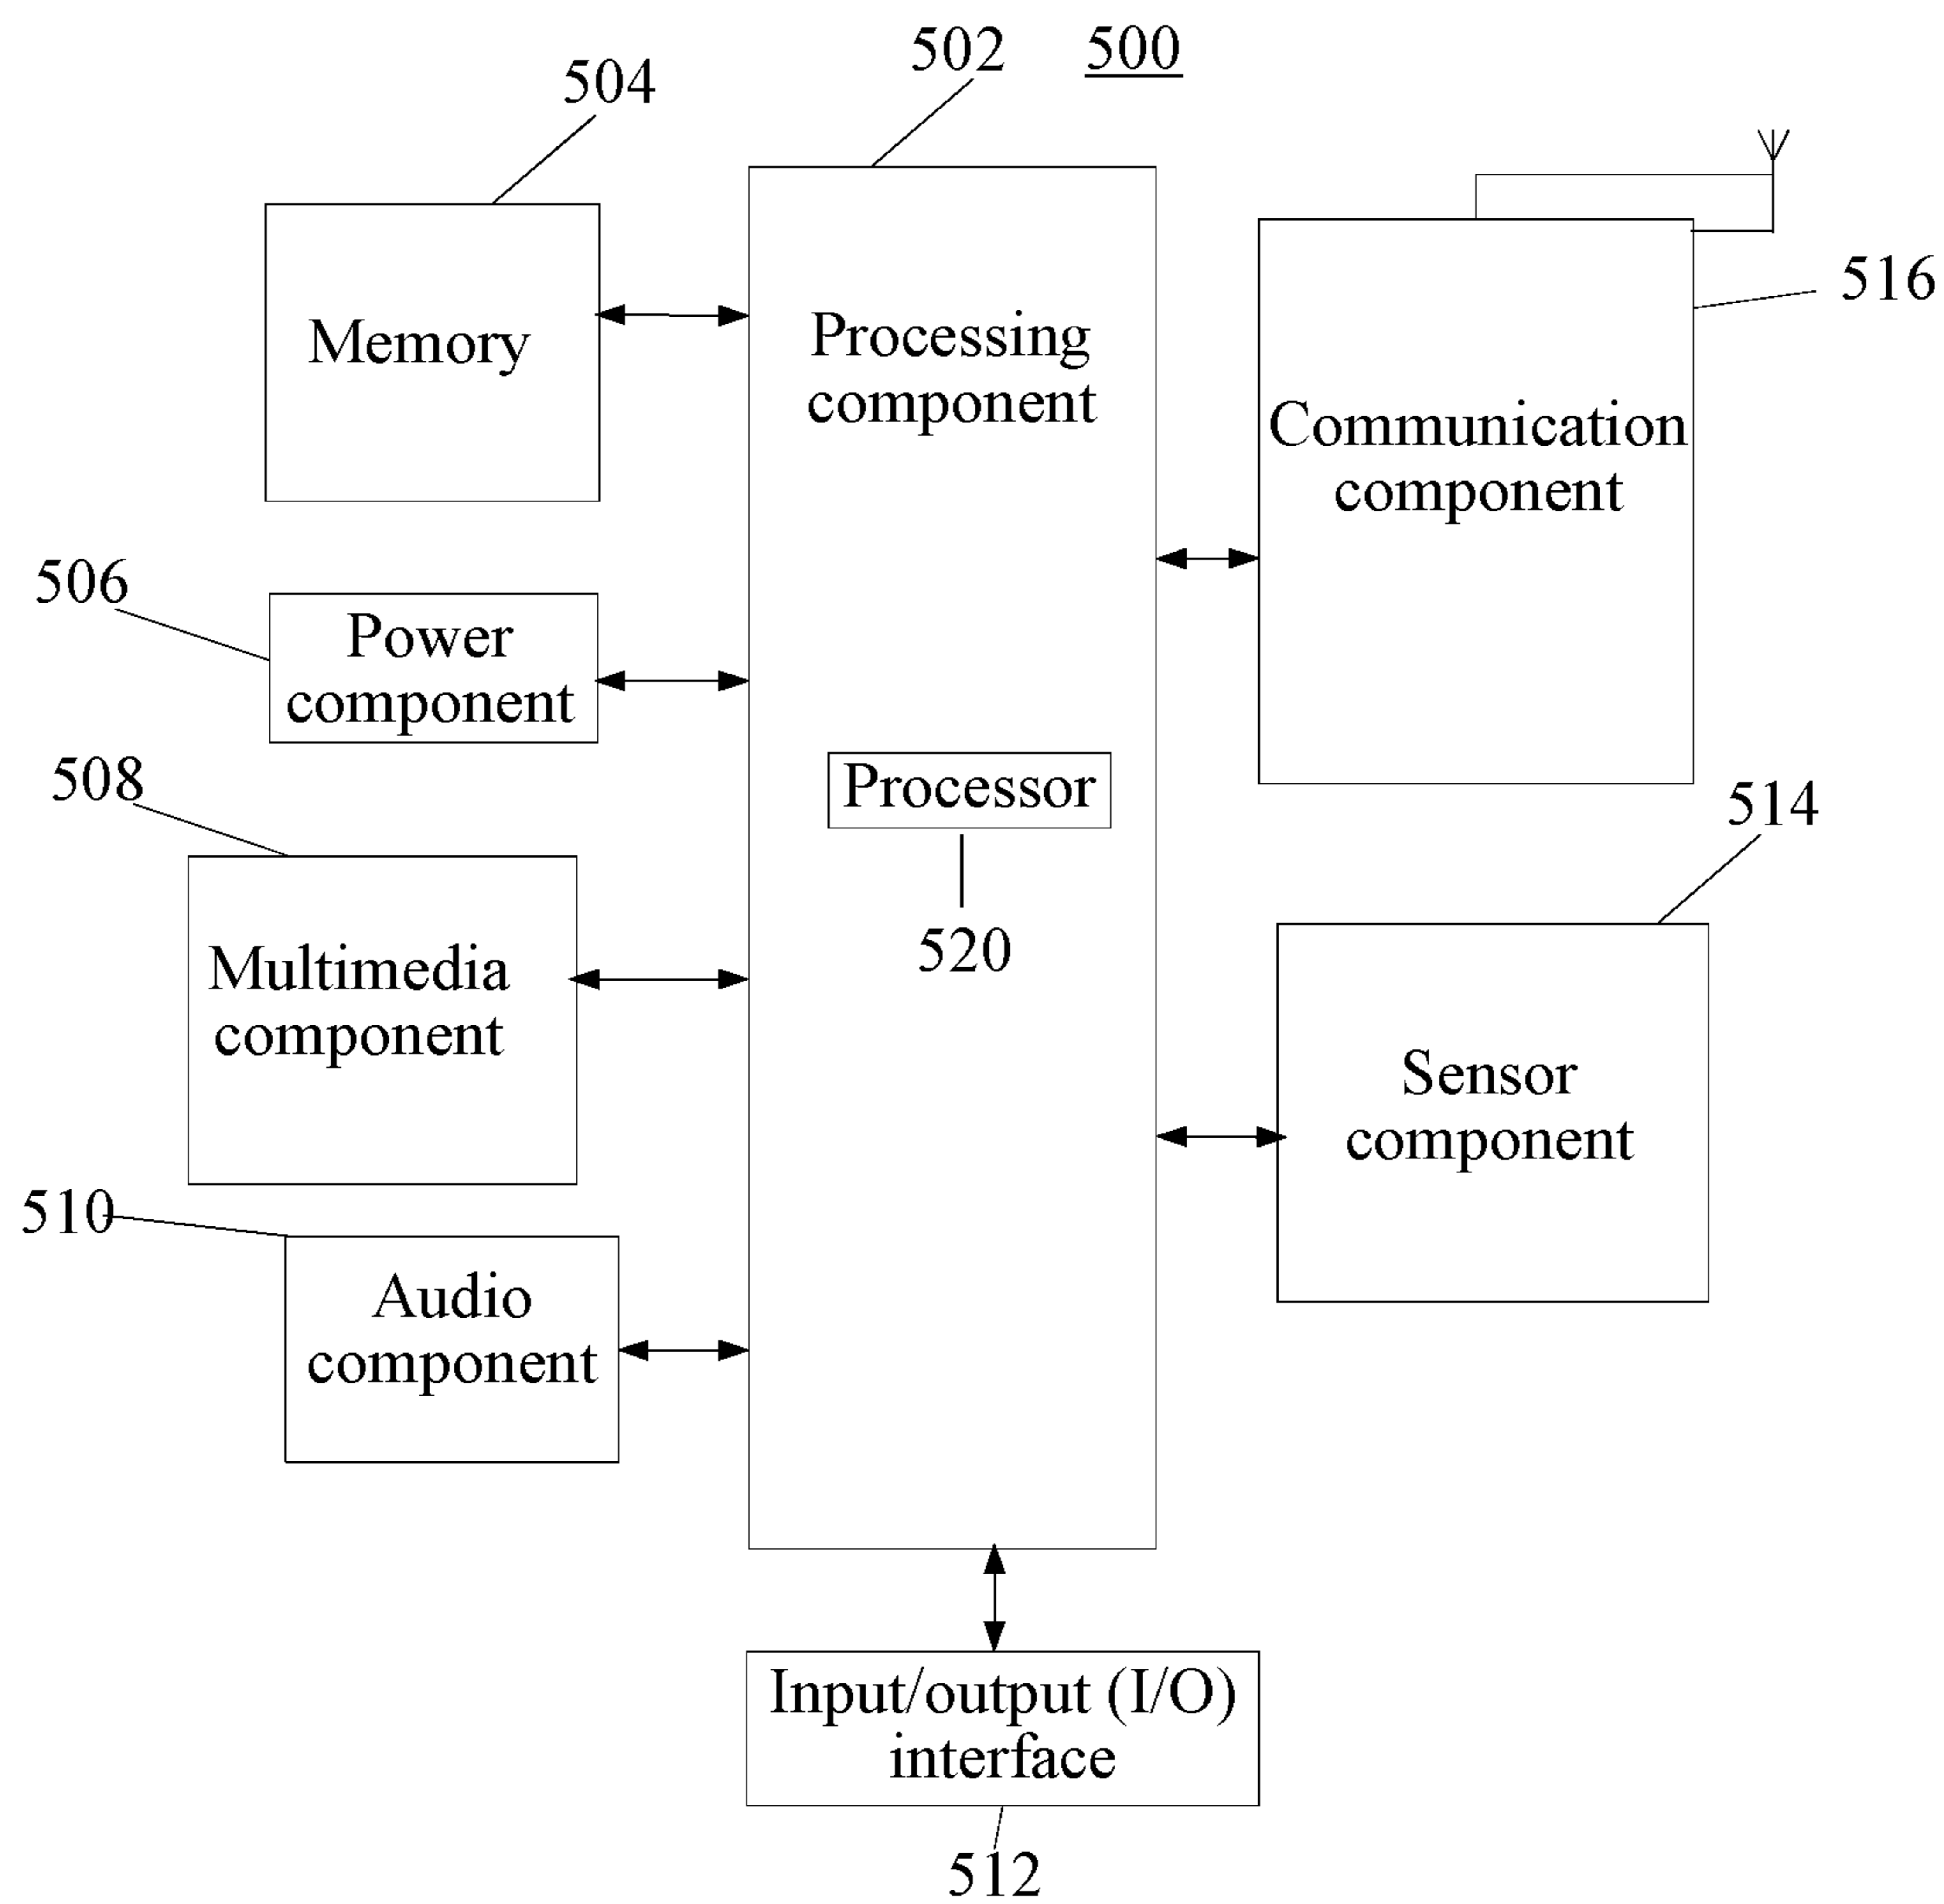 502
500
504
Memory
Processing
component
516
Communication
component
506
Power
component
508
Processor
514
520
Multimedia
component
Sensor
component
510
Audio
component
Input/output (I/O)
interface
512